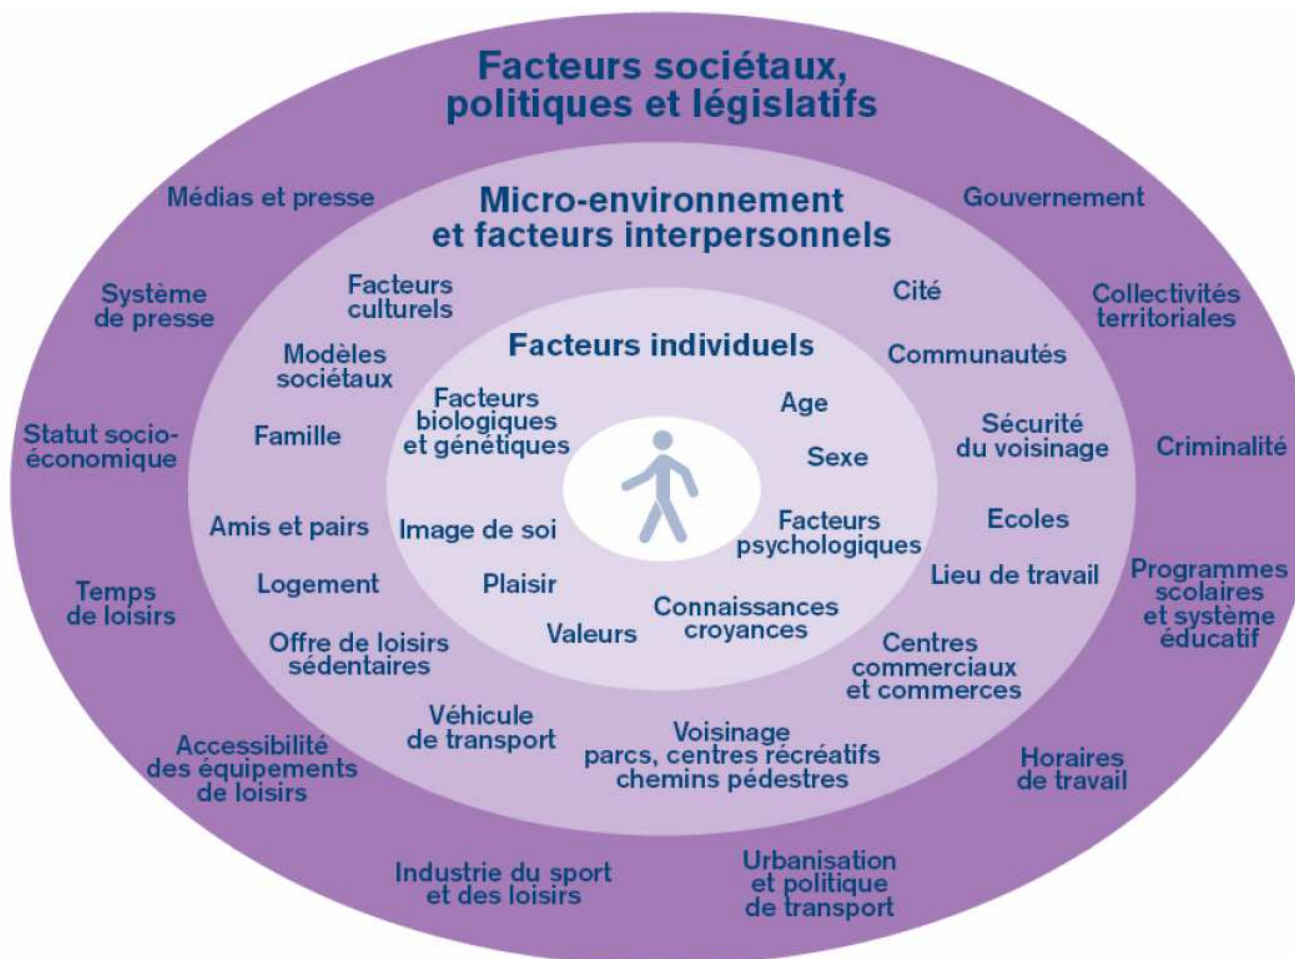 Facteurs sociétaux,
politiques et législatifs
Médias et presse
Gouvernement
Système
de presse
Collectivités
territoriales
Statut socio-
économique
Criminalité
Temps
de loisirs
Programmes
scolaires
et système
éducatif
Accessibilité
des équipements
de loisirs
Horaires
de travail
Industrie du sport
et des loisirs
Urbanisation
et politique
de transport
Micro-environnement
et facteurs interpersonnels
Facteurs
culturels
Cité
Modèles
sociétaux
Communautés
Famille
Sécurité
du voisinage
Amis et pairs
Ecoles
Logement
Lieu de travail
Offre de loisirs
sédentaires
Centres
commerciaux
et commerces
Véhicule
de transport
Voisinage
parcs, centres récréatifs
chemins pédestres
Facteurs individuels
Facteurs
biologiques
et génétiques
Age
Sexe
Image de soi
Facteurs
psychologiques
Plaisir
Valeurs
Connaissances
croyances